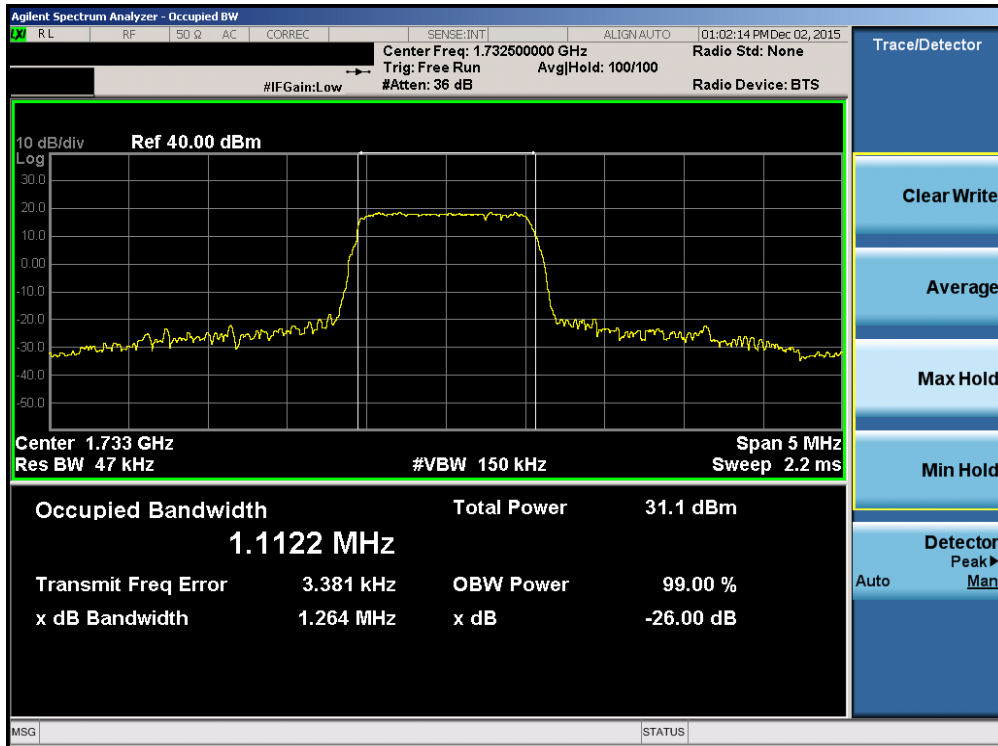 Agilent Spectrum Analyzer - Occupied BW
LXI RL RF 50 Ω AC CORREC SENSE:INT ALIGN AUTO 01:02:14 PM Dec 02, 2015
Center Freq: 1.732500000 GHz Radio Std: None
Trig: Free Run Avg|Hold: 100/100
#IFGain:Low #Atten: 36 dB Radio Device: BTS
10 dB/div Ref 40.00 dBm
Log
30.0
20.0
10.0
0.00
-10.0
-20.0
-30.0
-40.0
-50.0
Center 1.733 GHz Span 5 MHz
Res BW 47 kHz #VBW 150 kHz Sweep 2.2 ms
Occupied Bandwidth Total Power 31.1 dBm
1.1122 MHz
Transmit Freq Error 3.381 kHz OBW Power 99.00 %
x dB Bandwidth 1.264 MHz x dB -26.00 dB
MSG STATUS
Trace/Detector
Clear Write
Average
Max Hold
Min Hold
Detector
Peak▶
Auto Man